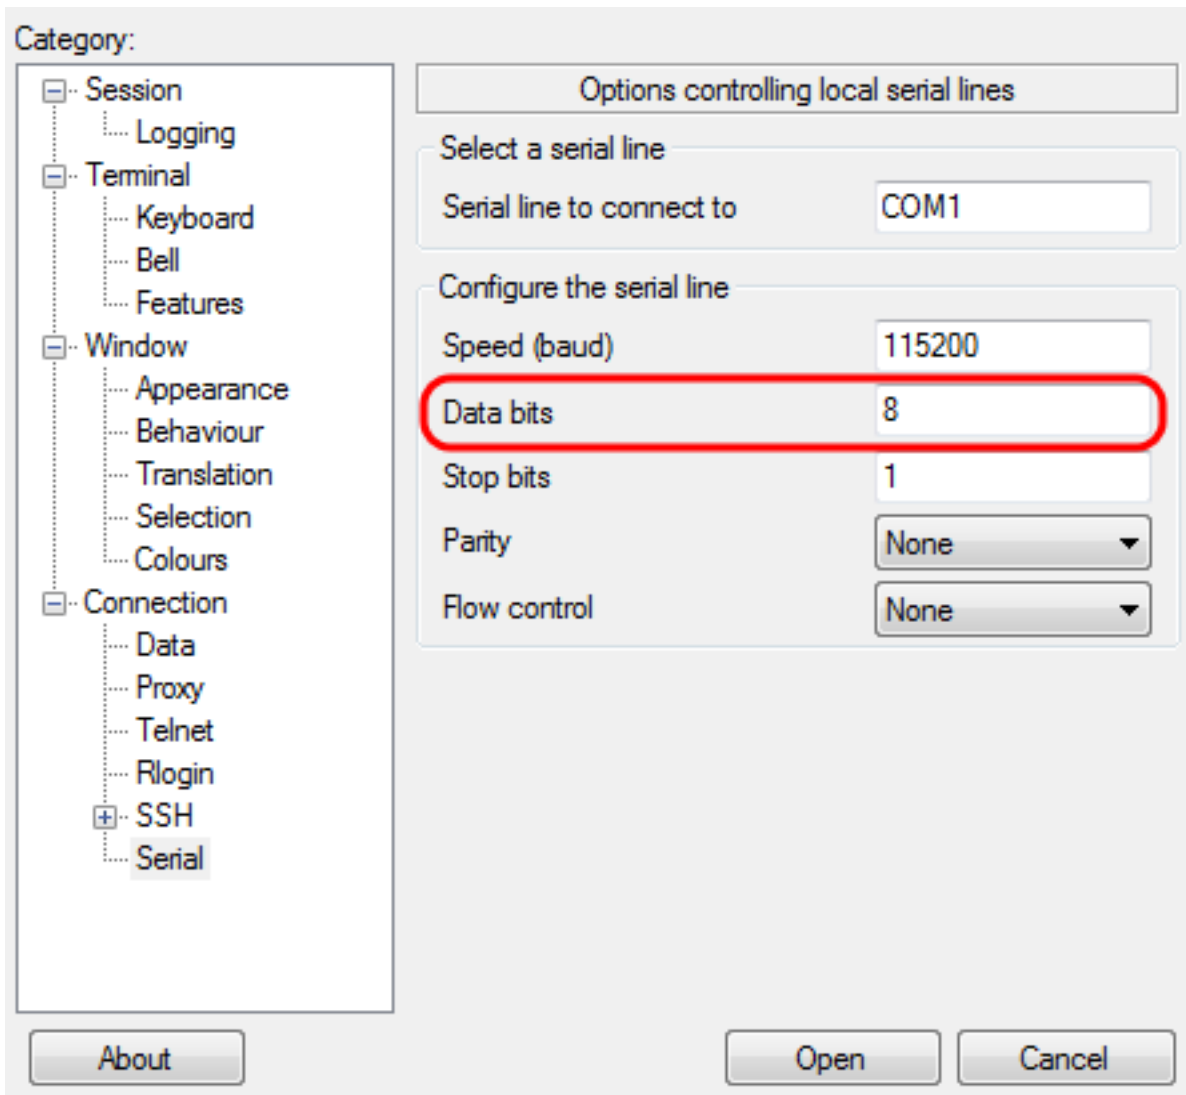 Category:
Session
Logging
Terminal
Keyboard
Bell
Features
Window
Appearance
Behaviour
Translation
Selection
Colours
Connection
Data
Proxy
Telnet
Rlogin
SSH
Serial
Options controlling local serial lines
Select a serial line
Serial line to connect to COM1
Configure the serial line
Speed (baud) 115200
Data bits 8
Stop bits 1
Parity None
Flow control None
About Open Cancel